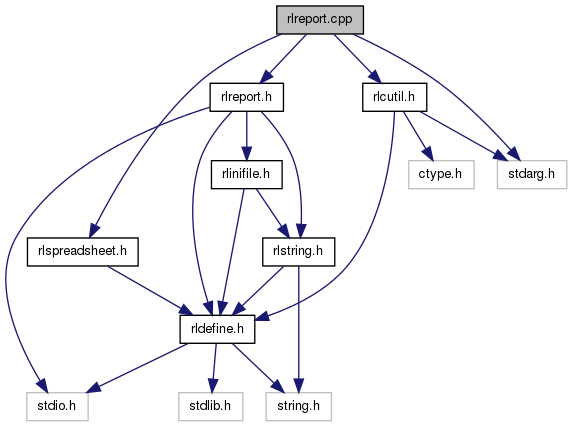 rlreport.cpp
rlreport.h
rlcutil.h
rlinifile.h
ctype.h
stdarg.h
rlspreadsheet.h
rlstring.h
rldefine.h
stdio.h
stdlib.h
string.h